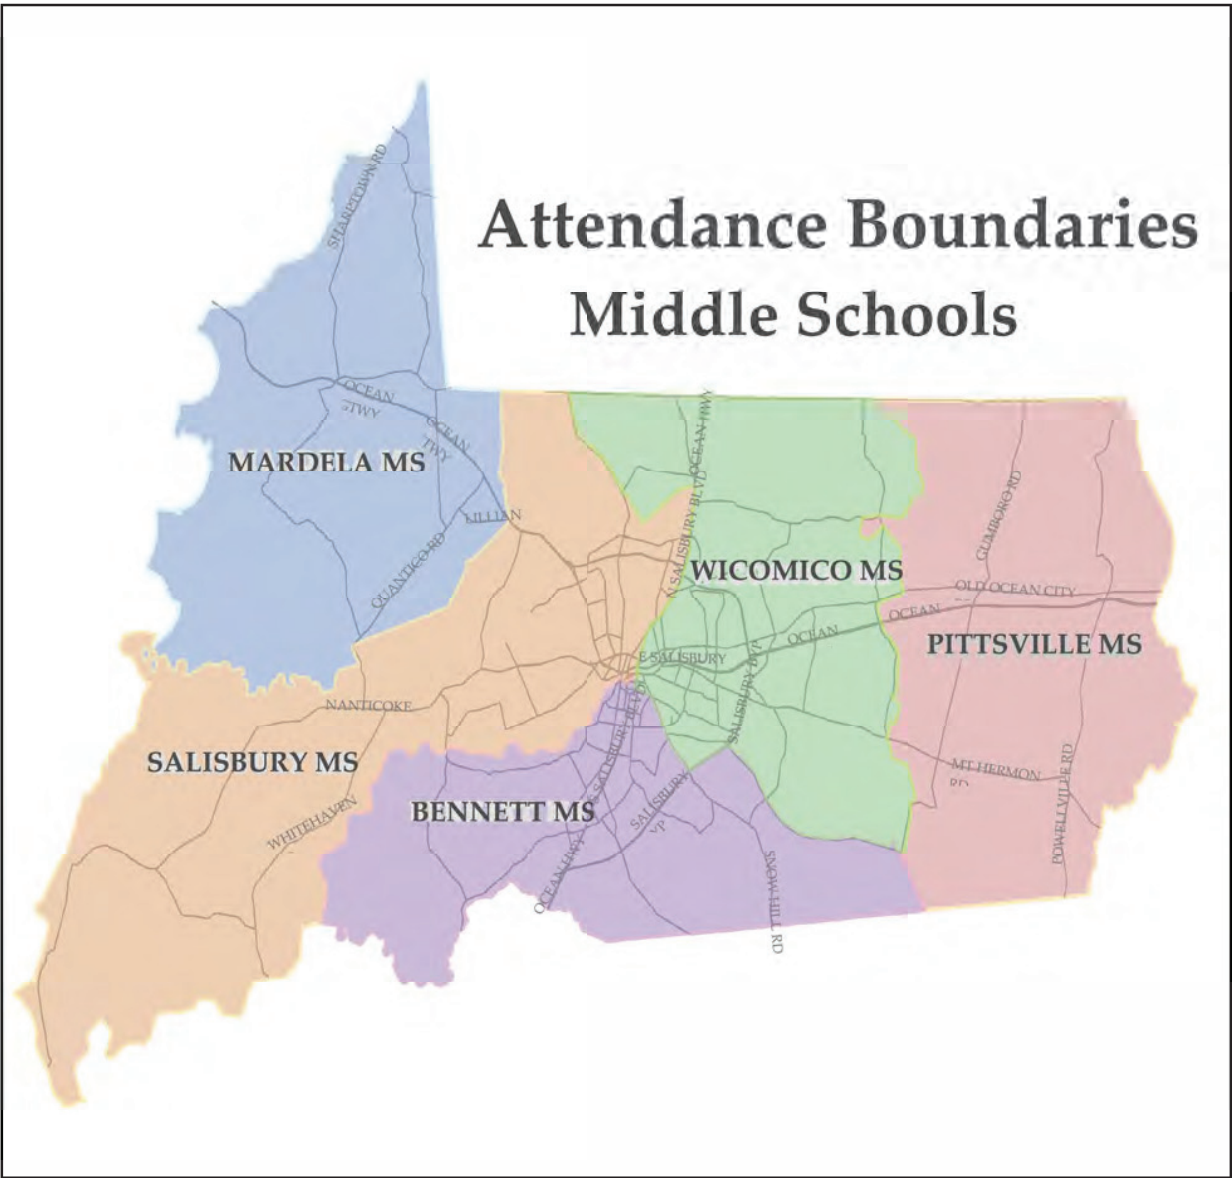 Attendance Boundaries
Middle Schools
SHARPTOWN RD
OCEAN
HWY
OCEAN
HWY
MARDELA MS
LILLIAN
QUANTICO RD
OCEAN HWY
N SALISBURY BLVD
WICOMICO MS
GUMBORO RD
OLD OCEAN CITY
OCEAN
OCEAN
PITTSVILLE MS
E SALISBURY
SALISBURY BYP
NANTICOKE
SALISBURY MS
S SALISBURY BLVD
MT HERMON
RD
POWELLVILLE RD
BENNETT MS
WHITEHAVEN
SALISBURY
OCEAN HWY
SNOW HILL RD